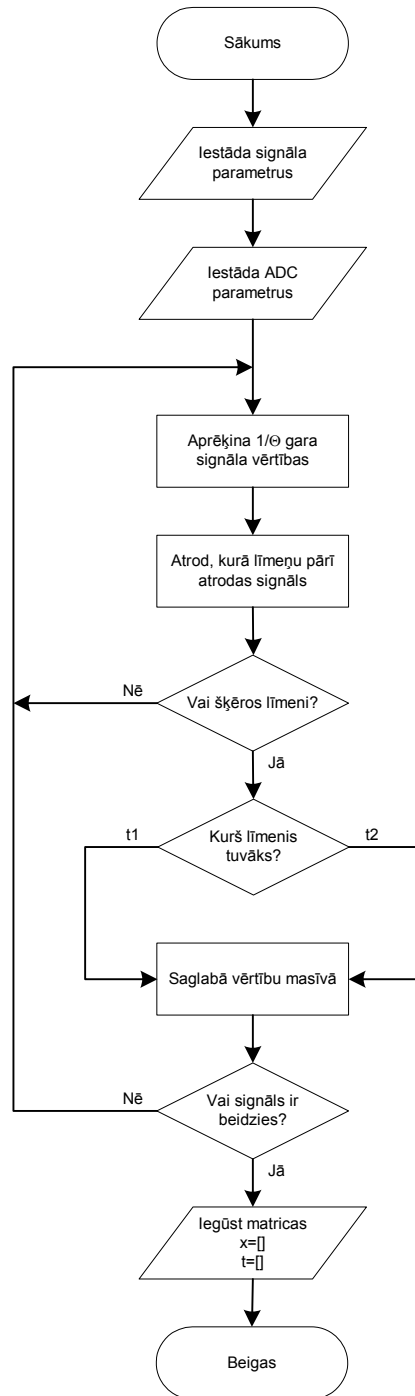 Sākums
Iestāda signāla
parametrus
Iestāda ADC
parametrus
Aprēķina 1/Θ gara
signāla vērtības
Atrod, kurā līmeņu pārī
atrodas signāls
Nē
Vai šķēros līmeni?
Jā
t1
Kurš līmenis
tuvāks?
t2
Saglabā vērtību masīvā
Nē
Vai signāls ir
beidzies?
Jā
Iegūst matricas
x=[]
t=[]
Beigas